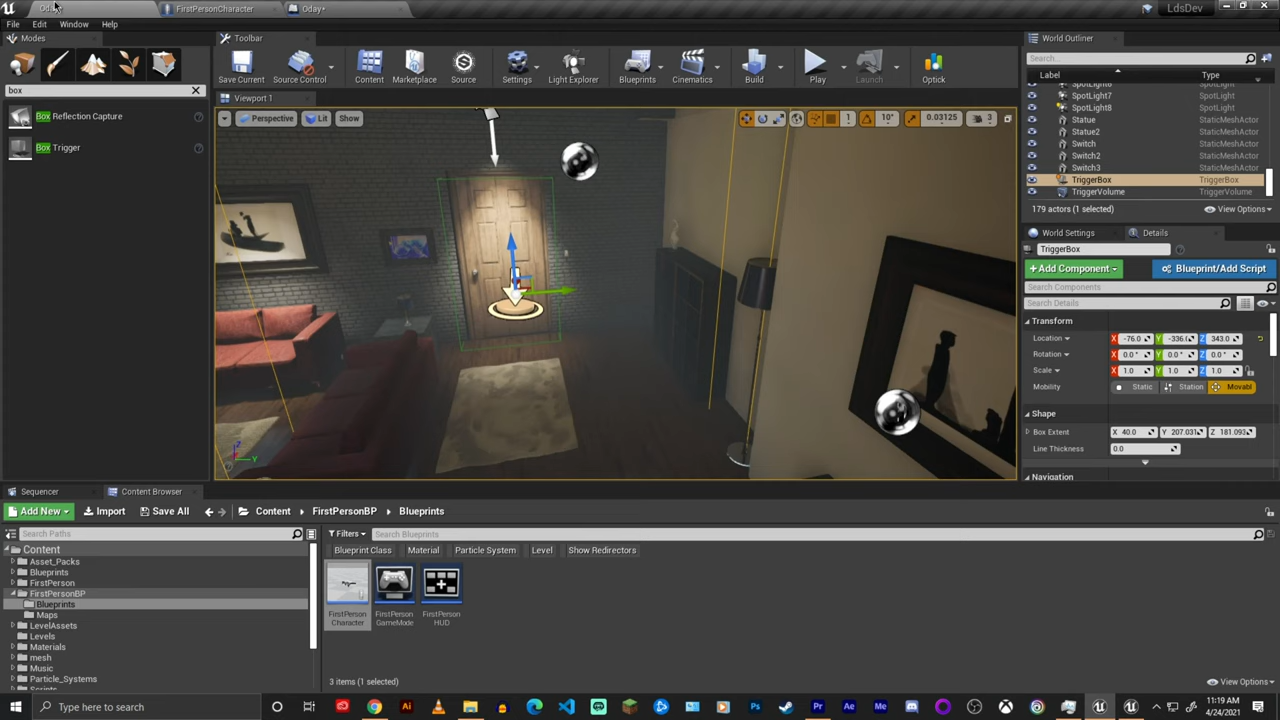 FirstPersonCharacter
Oday*
LdsDev
File
Edit
Window
Help
Modes
box
Box Reflection Capture
Box Trigger
Toolbar
Save Current
Source Control
Content
Marketplace
Source
Settings
Light Explorer
Blueprints
Cinematics
Build
Play
Launch
Optick
Viewport 1
Perspective
Lit
Show
1
10°
0.03125
3
World Outliner
Search...
Label
Type
SpotLight6
SpotLight
SpotLight7
SpotLight
SpotLight8
SpotLight
Statue
StaticMeshActor
Statue2
StaticMeshActor
Switch
StaticMeshActor
Switch2
StaticMeshActor
Switch3
StaticMeshActor
TriggerBox
TriggerBox
TriggerVolume
TriggerVolume
179 actors (1 selected)
View Options
World Settings
Details
TriggerBox
+Add Component
Blueprint/Add Script
Search Components
Search Details
Transform
Location
X -76.0 Y -336.( Z 343.0
Rotation
X 0.0° Y 0.0° Z 0.0°
Scale
X 1.0 Y 1.0 Z 1.0
Mobility
Static
Station
Movabl
Shape
Box Extent
X 40.0 Y 207.031 Z 181.093
Line Thickness
0.0
Navigation
Sequencer
Content Browser
Add New
Import
Save All
Content
FirstPersonBP
Blueprints
Search Paths
Content
Asset_Packs
Blueprints
FirstPerson
FirstPersonBP
Blueprints
Maps
LevelAssets
Levels
Materials
mesh
Music
Particle_Systems
Scripts
Filters
Search Blueprints
Blueprint Class
Material
Particle System
Level
Show Redirectors
FirstPerson
Character
FirstPerson
GameMode
FirstPerson
HUD
3 items (1 selected)
View Options
Type here to search
11:19 AM
4/24/2021